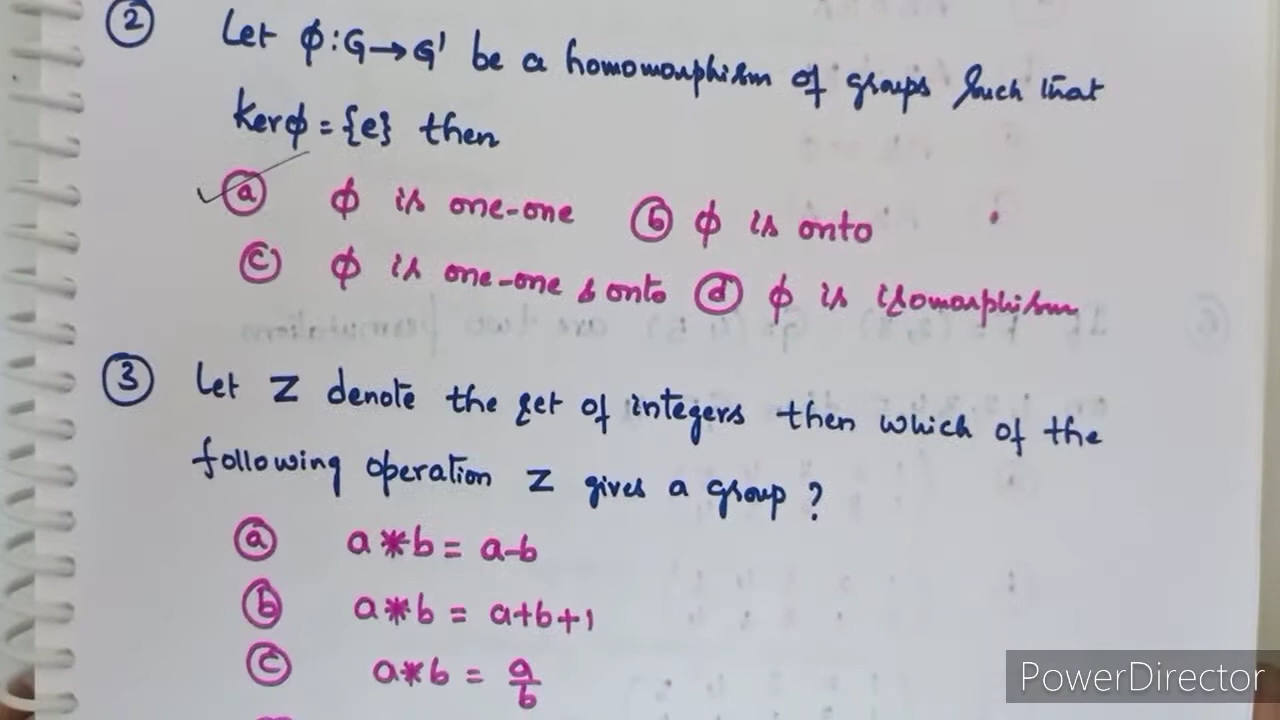 ② Let ϕ:G→G' be a homomorphism of groups such that
kerϕ = {e} then
ⓐ ϕ is one-one ⓑ ϕ is onto
ⓒ ϕ is one-one & onto ⓓ ϕ is isomorphism
③ Let Z denote the set of integers then which of the
following operation Z gives a group?
ⓐ a*b = a-b
ⓑ a*b = a+b+1
ⓒ a*b = a/b
PowerDirector